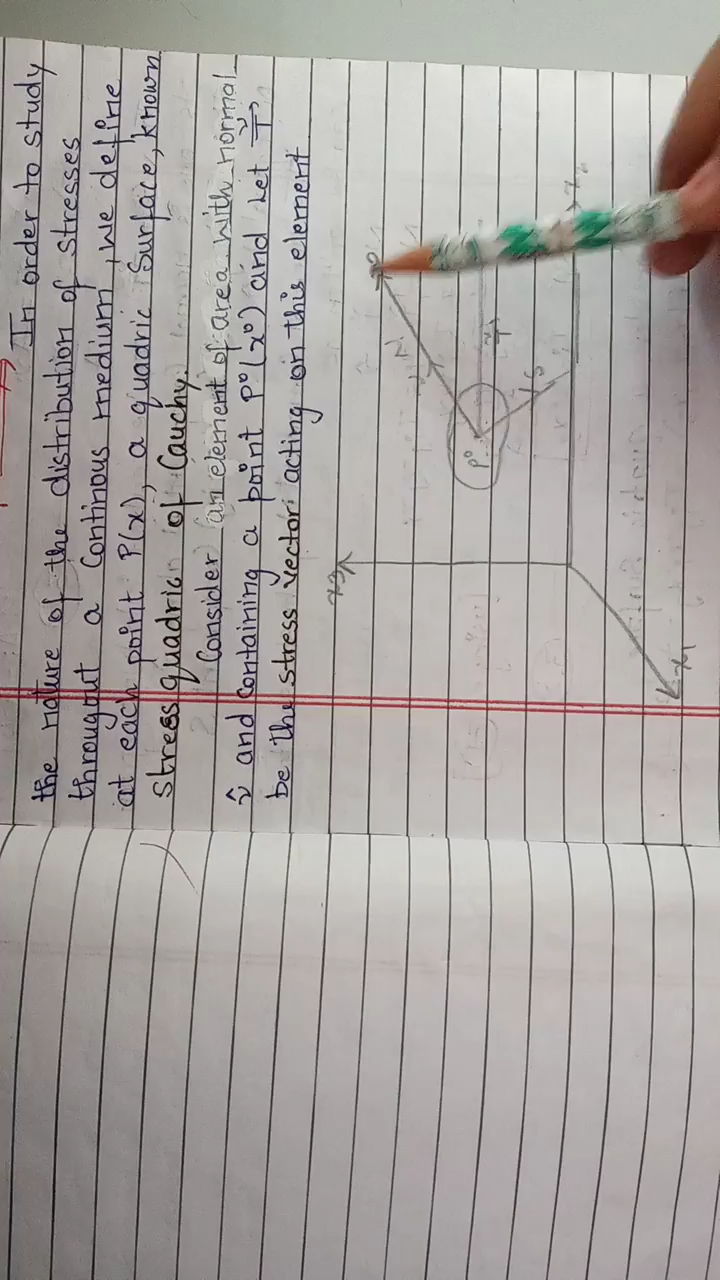 In order to study
the nature of the distribution of stresses
througout a continous medium, we define
at each point P(x), a quadric surface, known
stress quadric of Cauchy.
Consider an element of area with normal
ν̂ and containing a point P°(x°) and let T^ν
be the stress vector acting on this element
x₃
N
P°
S
T^ν
x₁